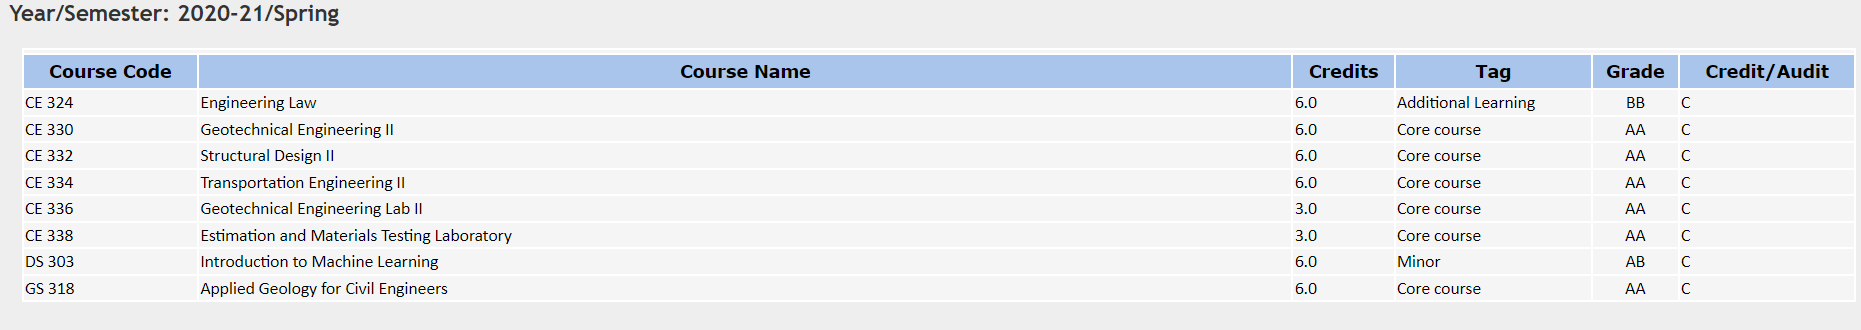 Year/Semester: 2020-21/Spring
Course Code Course Name Credits Tag Grade Credit/Audit
CE 324 Engineering Law 6.0 Additional Learning BB C
CE 330 Geotechnical Engineering II 6.0 Core course AA C
CE 332 Structural Design II 6.0 Core course AA C
CE 334 Transportation Engineering II 6.0 Core course AA C
CE 336 Geotechnical Engineering Lab II 3.0 Core course AA C
CE 338 Estimation and Materials Testing Laboratory 3.0 Core course AA C
DS 303 Introduction to Machine Learning 6.0 Minor AB C
GS 318 Applied Geology for Civil Engineers 6.0 Core course AA C